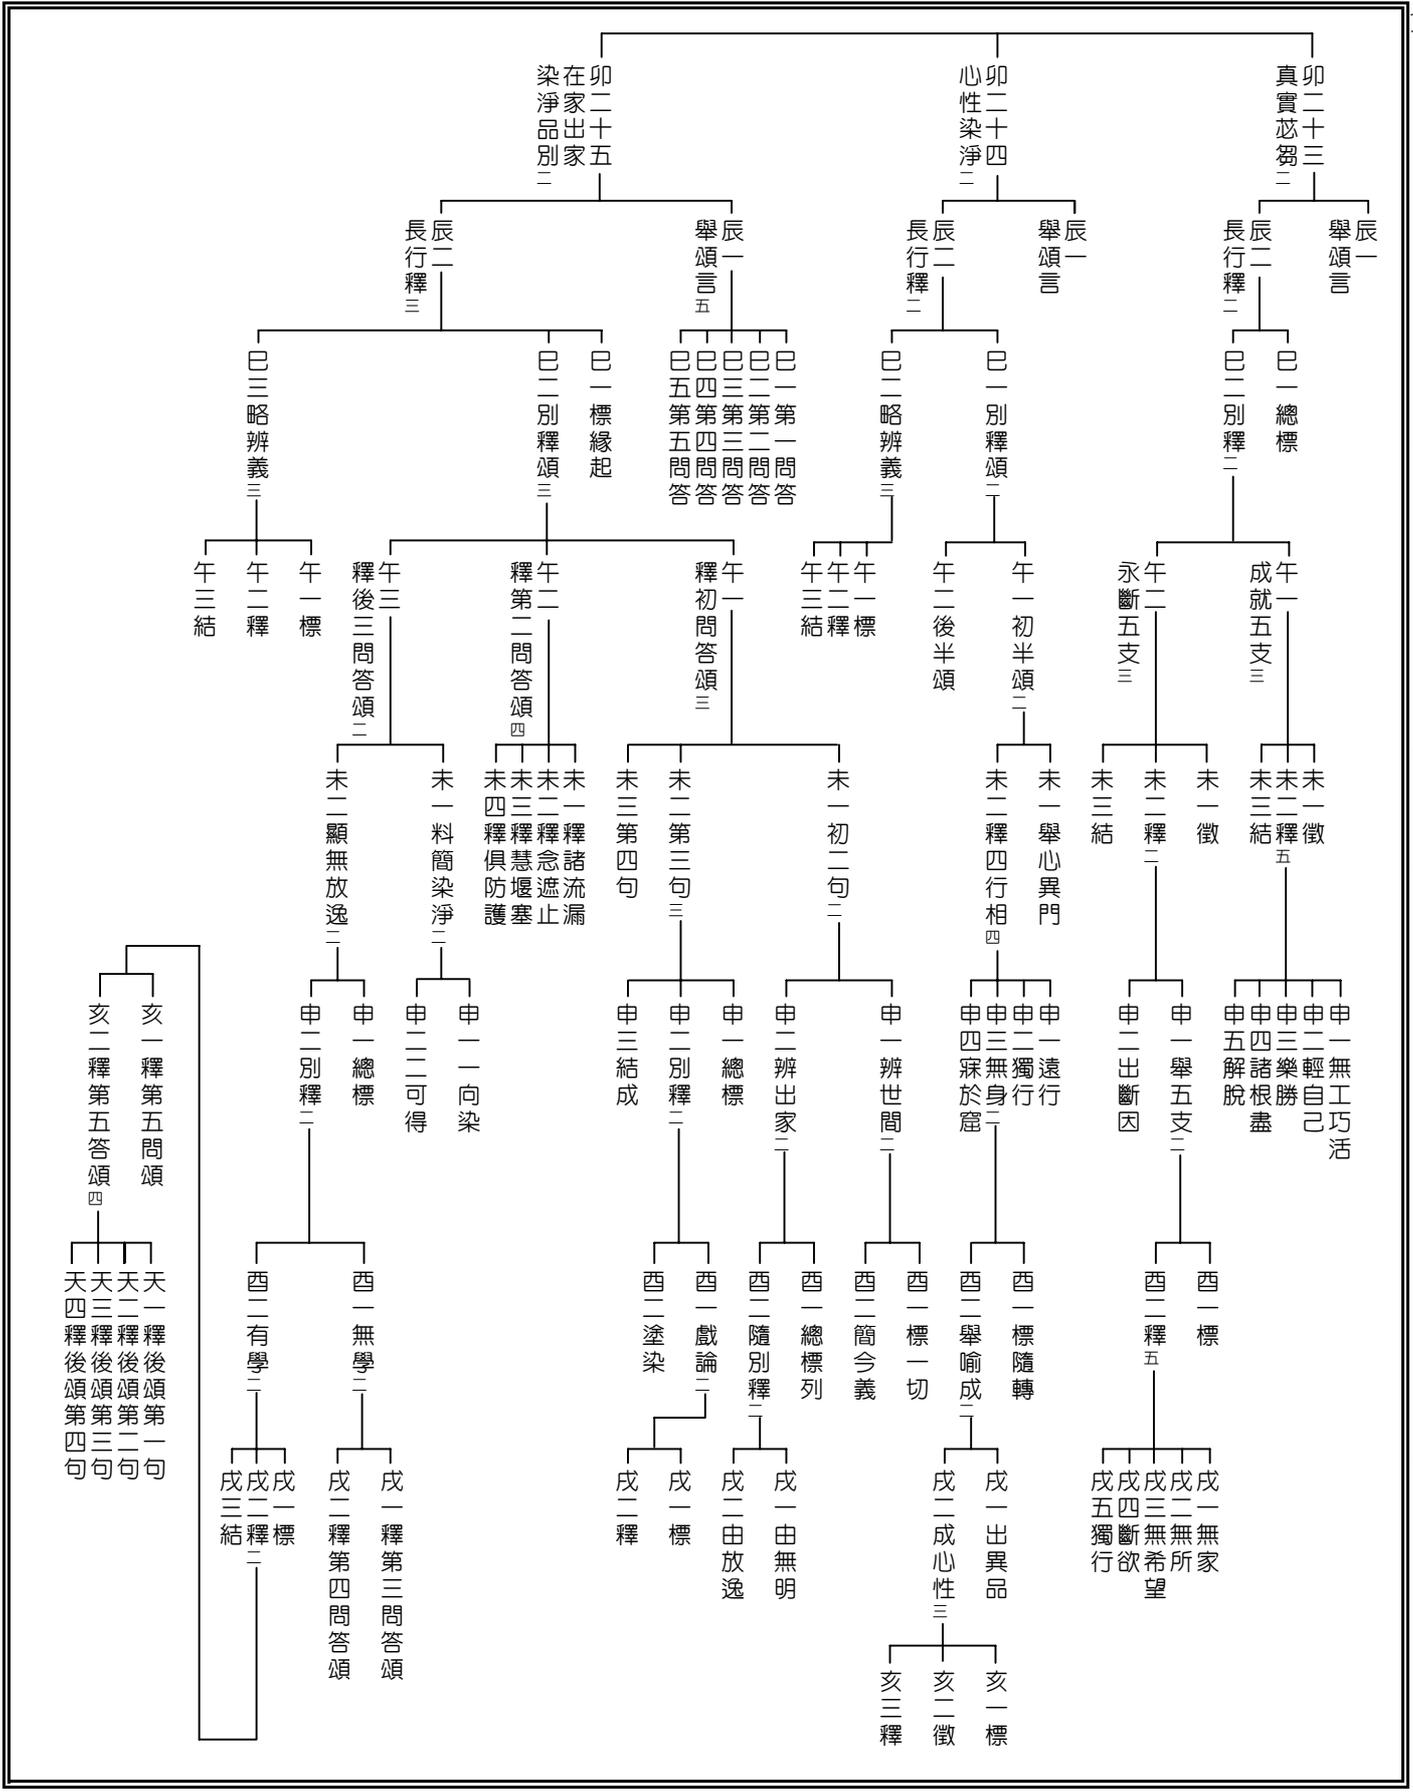 卯二十三
真實苾芻二
卯二十四
心性染淨二
卯二十五
在家出家
染淨品別二
辰一
舉頌言
辰二
長行釋二
辰一
舉頌言
辰二
長行釋二
辰一
舉頌言五
辰二
長行釋三
巳一總標
巳二別釋二
巳一別釋頌二
巳二略辨義三
巳一第一問答
巳二第二問答
巳三第三問答
巳四第四問答
巳五第五問答
巳一標緣起
巳二別釋頌三
巳三略辨義三
午一
成就五支三
午二
永斷五支三
午一初半頌二
午二後半頌
午一標
午二釋
午三結
午一
釋初問答頌三
午二
釋第二問答頌四
午三
釋後三問答頌二
午一標
午二釋
午三結
未一徵
未二釋五
未三結
未一徵
未二釋二
未三結
未一舉心異門
未二釋四行相四
未一初二句二
未二第三句三
未三第四句
未一釋諸流漏
未二釋念遮止
未三釋慧堰塞
未四釋俱防護
未一料簡染淨二
未二顯無放逸二
申一無工巧活
申二輕自己
申三樂勝
申四諸根盡
申五解脫
申一舉五支二
申二出斷因
申一遠行
申二獨行
申三無身二
申四寐於窟
申一辨世間二
申二辨出家二
申一總標
申二別釋二
申三結成
申一一向染
申二二可得
申一總標
申二別釋二
亥一釋第五問頌
亥二釋第五答頌四
酉一標
酉二釋五
酉一標隨轉
酉二舉喻成二
酉一標一切
酉二簡今義
酉一總標列
酉二隨別釋二
酉一戲論二
酉二塗染
酉一無學二
酉二有學二
天一釋後頌第一句
天二釋後頌第二句
天三釋後頌第三句
天四釋後頌第四句
戌一無家
戌二無所
戌三無希望
戌四斷欲
戌五獨行
戌一出異品
戌二成心性三
戌一由無明
戌二由放逸
戌一標
戌二釋
戌一釋第三問答頌
戌二釋第四問答頌
戌一標
戌二釋二
戌三結
亥一標
亥二徵
亥三釋